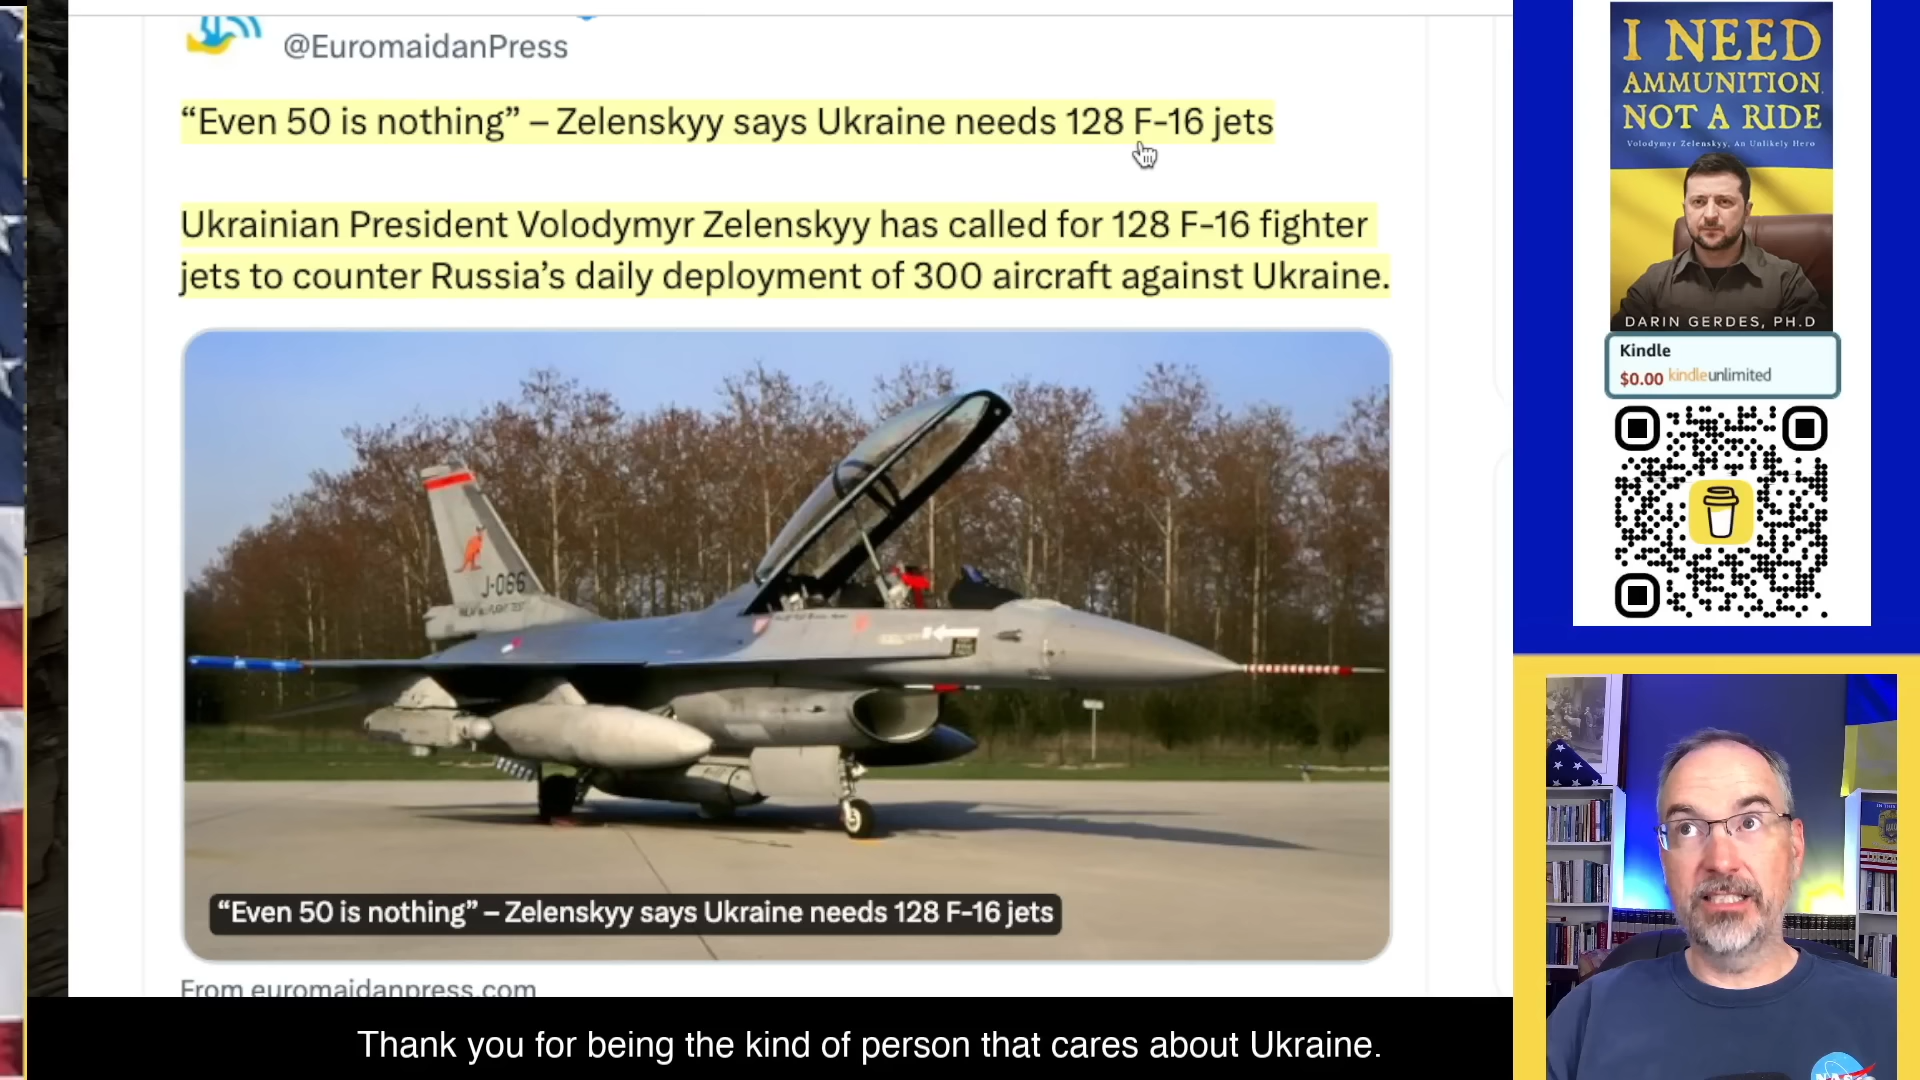 @EuromaidanPress
“Even 50 is nothing” – Zelenskyy says Ukraine needs 128 F-16 jets
Ukrainian President Volodymyr Zelenskyy has called for 128 F-16 fighter
jets to counter Russia’s daily deployment of 300 aircraft against Ukraine.
J-066
“Even 50 is nothing” – Zelenskyy says Ukraine needs 128 F-16 jets
From euromaidanpress.com
Thank you for being the kind of person that cares about Ukraine.
I NEED
AMMUNITION,
NOT A RIDE
Volodymyr Zelenskyy, An Unlikely Hero
DARIN GERDES, PH.D
Kindle
$0.00 kindleunlimited